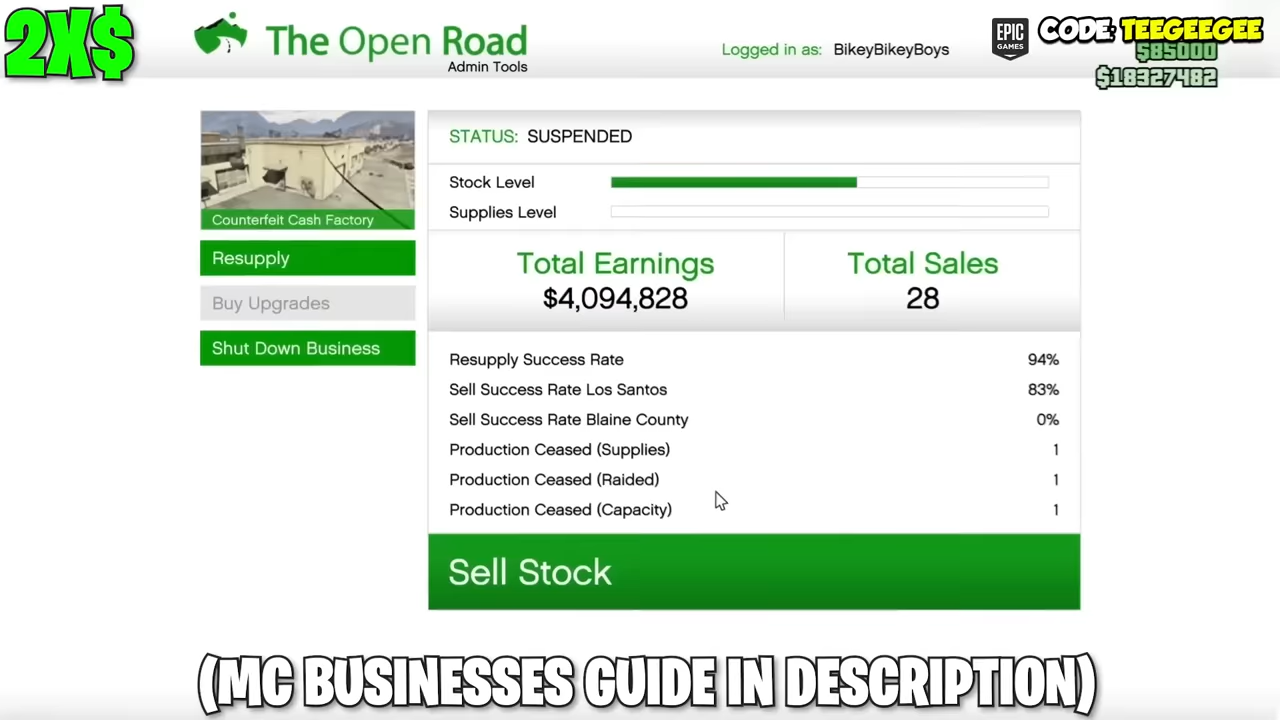 2X$
The Open Road
Admin Tools
Logged in as: BikeyBikeyBoys
EPIC GAMES
CODE: TEEGEEGEE
$85000
$18327482
STATUS: SUSPENDED
Stock Level
Supplies Level
Counterfeit Cash Factory
Resupply
Buy Upgrades
Shut Down Business
Total Earnings
$4,094,828
Total Sales
28
Resupply Success Rate 94%
Sell Success Rate Los Santos 83%
Sell Success Rate Blaine County 0%
Production Ceased (Supplies) 1
Production Ceased (Raided) 1
Production Ceased (Capacity) 1
Sell Stock
(MC BUSINESSES GUIDE IN DESCRIPTION)